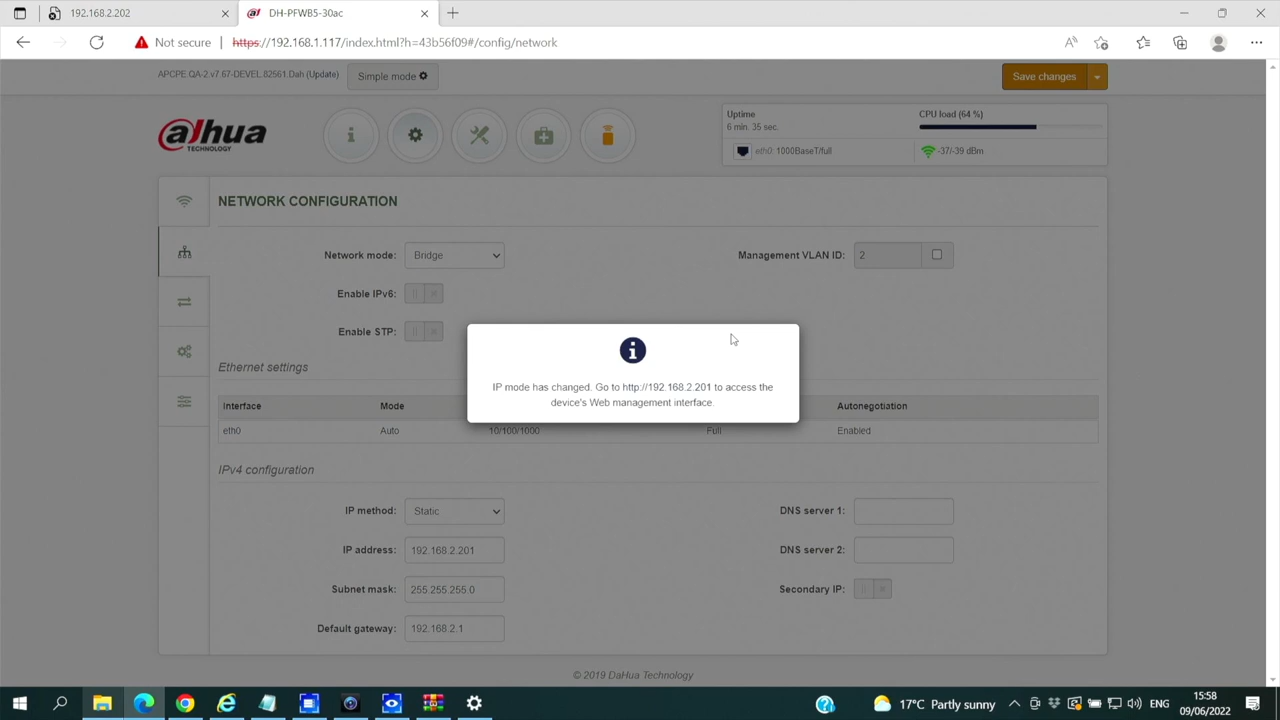 192.168.2.202
DH-PFWB5-30ac
Not secure
https://192.168.1.117/index.html?h=43b56f09#/config/network
APCPE QA-2.v7 67-DEVEL 82561.Dah (Update)
Simple mode
Save changes
alhua
TECHNOLOGY
Uptime
6 min. 35 sec.
CPU load (64 %)
eth0: 1000BaseT/full
-37/-39 dBm
NETWORK CONFIGURATION
Network mode:
Bridge
Management VLAN ID:
2
Enable IPv6:
Enable STP:
IP mode has changed. Go to http://192.168.2.201 to access the
device's Web management interface.
Ethernet settings
Interface
Mode
Autonegotiation
eth0
Auto
10/100/1000
Full
Enabled
IPv4 configuration
IP method:
Static
DNS server 1:
IP address:
192.168.2.201
DNS server 2:
Subnet mask:
255.255.255.0
Secondary IP:
Default gateway:
192.168.2.1
© 2019 DaHua Technology
17°C Partly sunny
ENG
15:58
09/06/2022